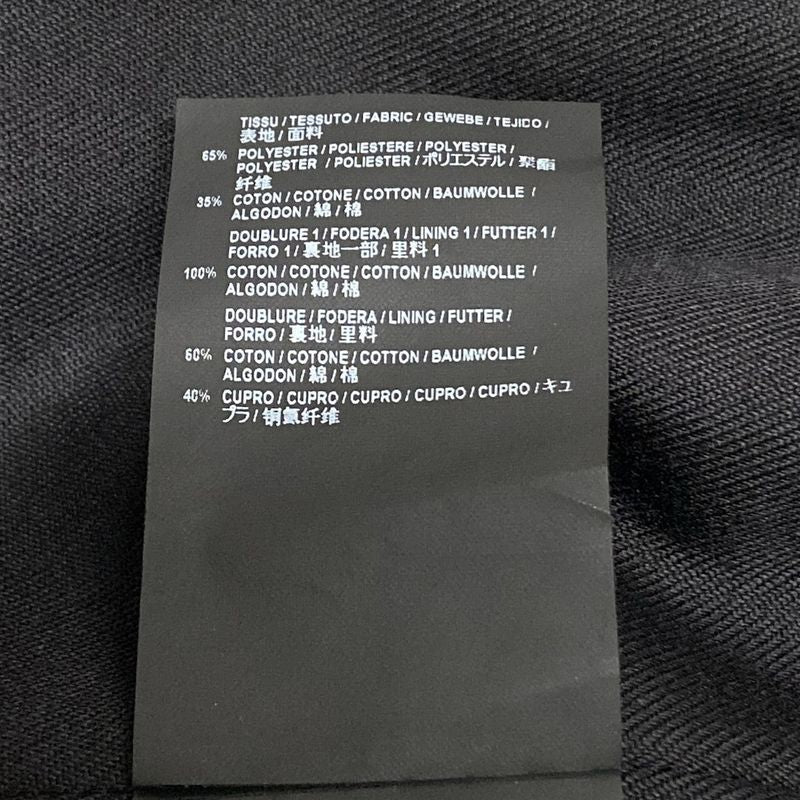 TISSU / TESSUTO / FABRIC / GEWEBE / TEJIDO /
表地 / 面料
65% POLYESTER / POLIESTERE / POLYESTER /
POLYESTER / POLIESTER / ポリエステル / 聚酯
纤维
35% COTON / COTONE / COTTON / BAUMWOLLE /
ALGODON / 綿 / 棉
DOUBLURE 1 / FODERA 1 / LINING 1 / FUTTER 1 /
FORRO 1 / 裏地一部 / 里料 1
100% COTON / COTONE / COTTON / BAUMWOLLE /
ALGODON / 綿 / 棉
DOUBLURE / FODERA / LINING / FUTTER /
FORRO / 裏地 / 里料
60% COTON / COTONE / COTTON / BAUMWOLLE /
ALGODON / 綿 / 棉
40% CUPRO / CUPRO / CUPRO / CUPRO / CUPRO / キュ
プラ / 铜氨纤维